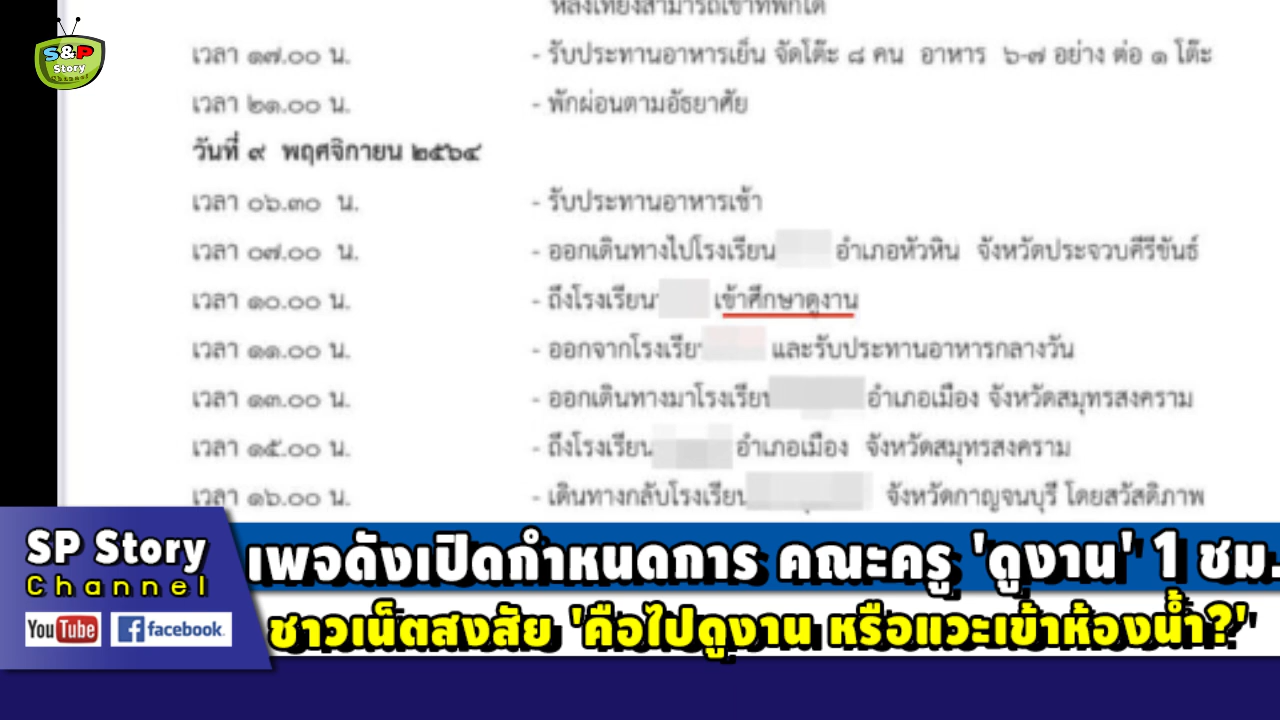 S&P
Story
Channel
หลังเที่ยงสามารถเข้าที่พักได้
เวลา ๑๗.๐๐ น. - รับประทานอาหารเย็น จัดโต๊ะ ๘ คน อาหาร ๖-๗ อย่าง ต่อ ๑ โต๊ะ
เวลา ๒๑.๐๐ น. - พักผ่อนตามอัธยาศัย
วันที่ ๙ พฤศจิกายน ๒๕๖๔
เวลา ๐๖.๓๐ น. - รับประทานอาหารเช้า
เวลา ๐๗.๐๐ น. - ออกเดินทางไปโรงเรียน อำเภอหัวหิน จังหวัดประจวบคีรีขันธ์
เวลา ๑๐.๐๐ น. - ถึงโรงเรียน เข้าศึกษาดูงาน
เวลา ๑๑.๐๐ น. - ออกจากโรงเรีย และรับประทานอาหารกลางวัน
เวลา ๑๓.๐๐ น. - ออกเดินทางมาโรงเรียน อำเภอเมือง จังหวัดสมุทรสงคราม
เวลา ๑๕.๐๐ น. - ถึงโรงเรียน อำเภอเมือง จังหวัดสมุทรสงคราม
เวลา ๑๖.๐๐ น. - เดินทางกลับโรงเรียน จังหวัดกาญจนบุรี โดยสวัสดิภาพ
SP Story
Channel
YouTube facebook.
เพจดังเปิดกำหนดการ คณะครู 'ดูงาน' 1 ชม.
ชาวเน็ตสงสัย 'คือไปดูงาน หรือแวะเข้าห้องน้ำ?'